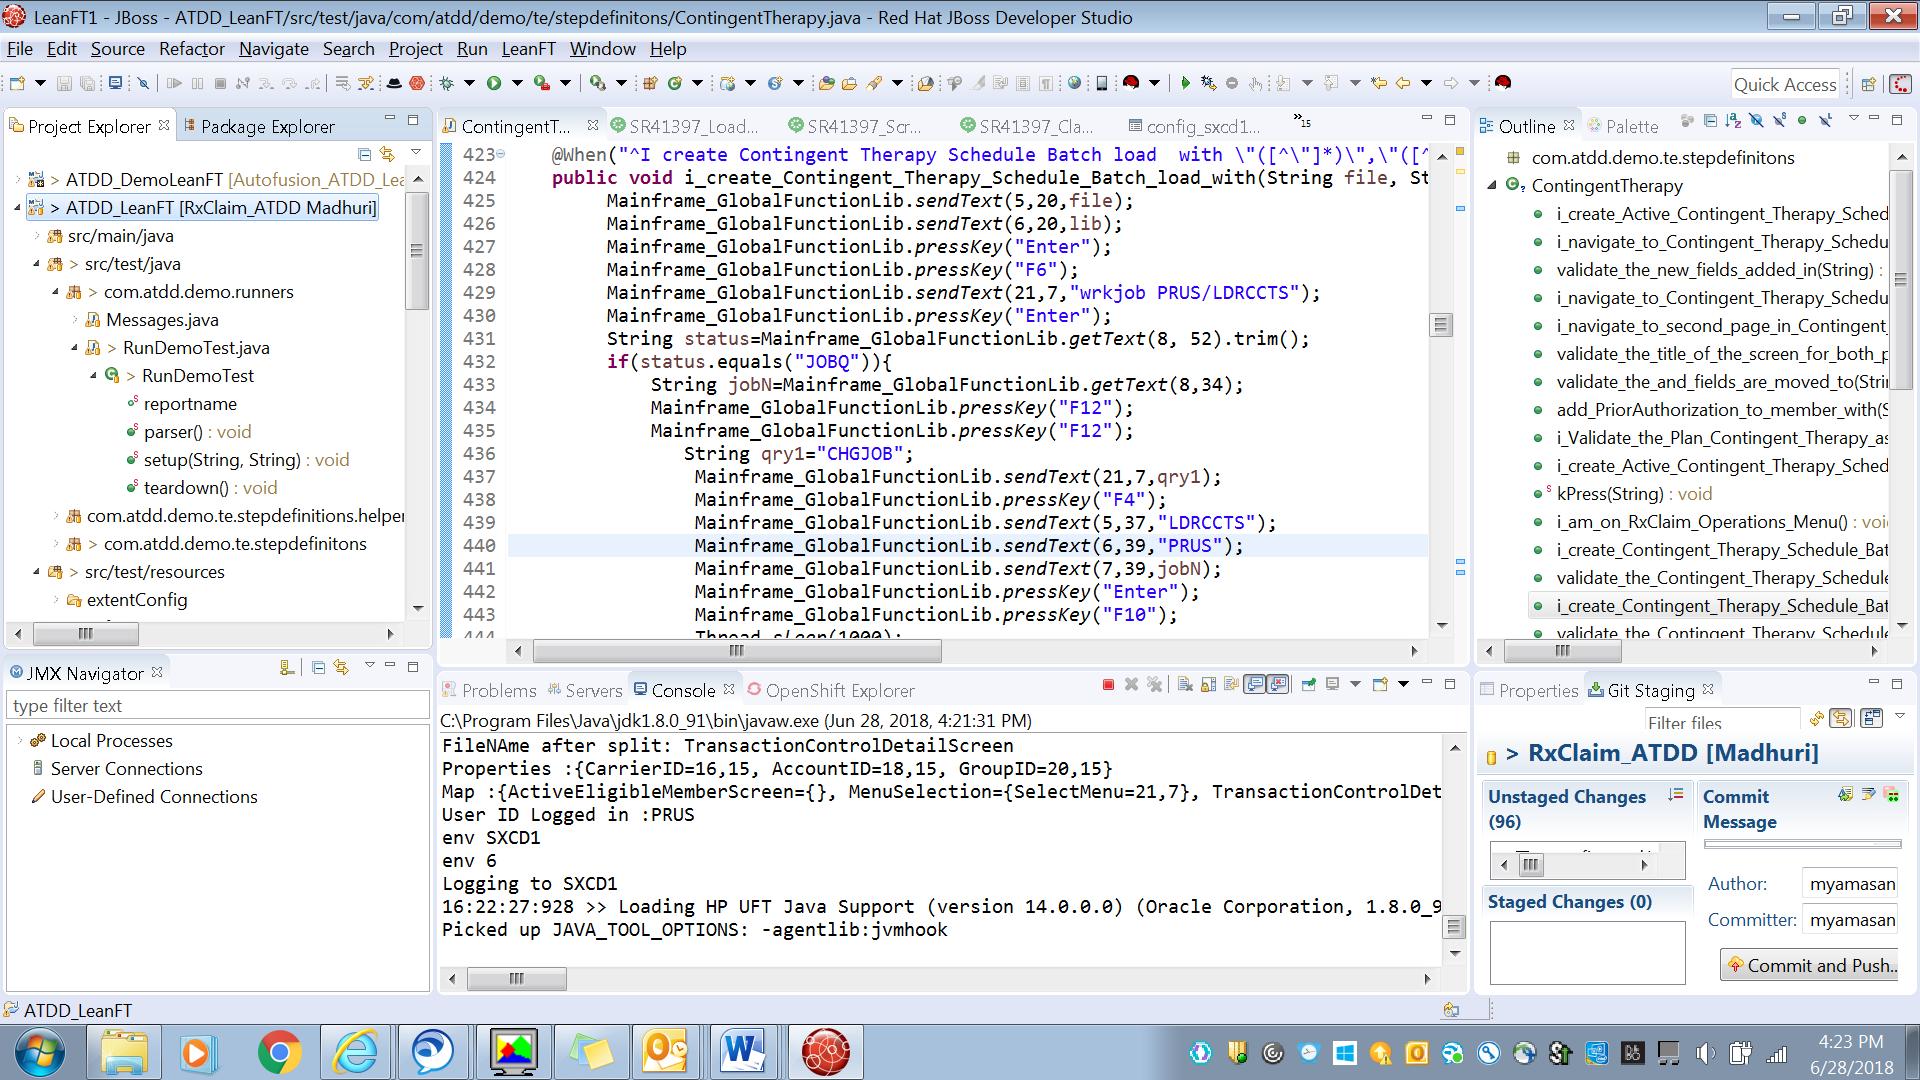 LeanFT1 - JBoss - ATDD_LeanFT/src/test/java/com/atdd/demo/te/stepdefinitons/ContingentTherapy.java - Red Hat JBoss Developer Studio
File Edit Source Refactor Navigate Search Project Run LeanFT Window Help
Quick Access
Project Explorer
Package Explorer
> ATDD_DemoLeanFT [Autofusion_ATDD_Le
> ATDD_LeanFT [RxClaim_ATDD Madhuri]
src/main/java
> src/test/java
> com.atdd.demo.runners
Messages.java
> RunDemoTest.java
> RunDemoTest
reportname
parser() : void
setup(String, String) : void
teardown() : void
com.atdd.demo.te.stepdefinitions.helper
> com.atdd.demo.te.stepdefinitons
> src/test/resources
extentConfig
JMX Navigator
type filter text
Local Processes
Server Connections
User-Defined Connections
ContingentT...
SR41397_Load...
SR41397_Scr...
SR41397_Cla...
config_sxcd1...
»15
423 @When("^I create Contingent Therapy Schedule Batch load  with \"([^\"]*)\",\"([^
424 public void i_create_Contingent_Therapy_Schedule_Batch_load_with(String file, St
425 Mainframe_GlobalFunctionLib.sendText(5,20,file);
426 Mainframe_GlobalFunctionLib.sendText(6,20,lib);
427 Mainframe_GlobalFunctionLib.pressKey("Enter");
428 Mainframe_GlobalFunctionLib.pressKey("F6");
429 Mainframe_GlobalFunctionLib.sendText(21,7,"wrkjob PRUS/LDRCCTS");
430 Mainframe_GlobalFunctionLib.pressKey("Enter");
431 String status=Mainframe_GlobalFunctionLib.getText(8, 52).trim();
432 if(status.equals("JOBQ")){
433 String jobN=Mainframe_GlobalFunctionLib.getText(8,34);
434 Mainframe_GlobalFunctionLib.pressKey("F12");
435 Mainframe_GlobalFunctionLib.pressKey("F12");
436 String qry1="CHGJOB";
437 Mainframe_GlobalFunctionLib.sendText(21,7,qry1);
438 Mainframe_GlobalFunctionLib.pressKey("F4");
439 Mainframe_GlobalFunctionLib.sendText(5,37,"LDRCCTS");
440 Mainframe_GlobalFunctionLib.sendText(6,39,"PRUS");
441 Mainframe_GlobalFunctionLib.sendText(7,39,jobN);
442 Mainframe_GlobalFunctionLib.pressKey("Enter");
443 Mainframe_GlobalFunctionLib.pressKey("F10");
444 Thread.sleep(1000);
Problems Servers Console OpenShift Explorer
C:\Program Files\Java\jdk1.8.0_91\bin\javaw.exe (Jun 28, 2018, 4:21:31 PM)
FileNAme after split: TransactionControlDetailScreen
Properties :{CarrierID=16,15, AccountID=18,15, GroupID=20,15}
Map :{ActiveEligibleMemberScreen={}, MenuSelection={SelectMenu=21,7}, TransactionControlDet
User ID Logged in :PRUS
env SXCD1
env 6
Logging to SXCD1
16:22:27:928 >> Loading HP UFT Java Support (version 14.0.0.0) (Oracle Corporation, 1.8.0_9
Picked up JAVA_TOOL_OPTIONS: -agentlib:jvmhook
Outline
Palette
com.atdd.demo.te.stepdefinitons
ContingentTherapy
i_create_Active_Contingent_Therapy_Sched
i_navigate_to_Contingent_Therapy_Schedu
validate_the_new_fields_added_in(String) :
i_navigate_to_Contingent_Therapy_Schedu
i_navigate_to_second_page_in_Contingent_
validate_the_title_of_the_screen_for_both_p
validate_the_and_fields_are_moved_to(Stri
add_PriorAuthorization_to_member_with(S
i_Validate_the_Plan_Contingent_Therapy_as
i_create_Active_Contingent_Therapy_Sched
kPress(String) : void
i_am_on_RxClaim_Operations_Menu() : voi
i_create_Contingent_Therapy_Schedule_Bat
validate_the_Contingent_Therapy_Schedule
i_create_Contingent_Therapy_Schedule_Bat
validate_the_Contingent_Therapy_Schedule
Properties
Git Staging
Filter files
> RxClaim_ATDD [Madhuri]
Unstaged Changes (96)
Commit Message
Staged Changes (0)
Author: myamasan
Committer: myamasan
Commit and Push...
ATDD_LeanFT
4:23 PM
6/28/2018